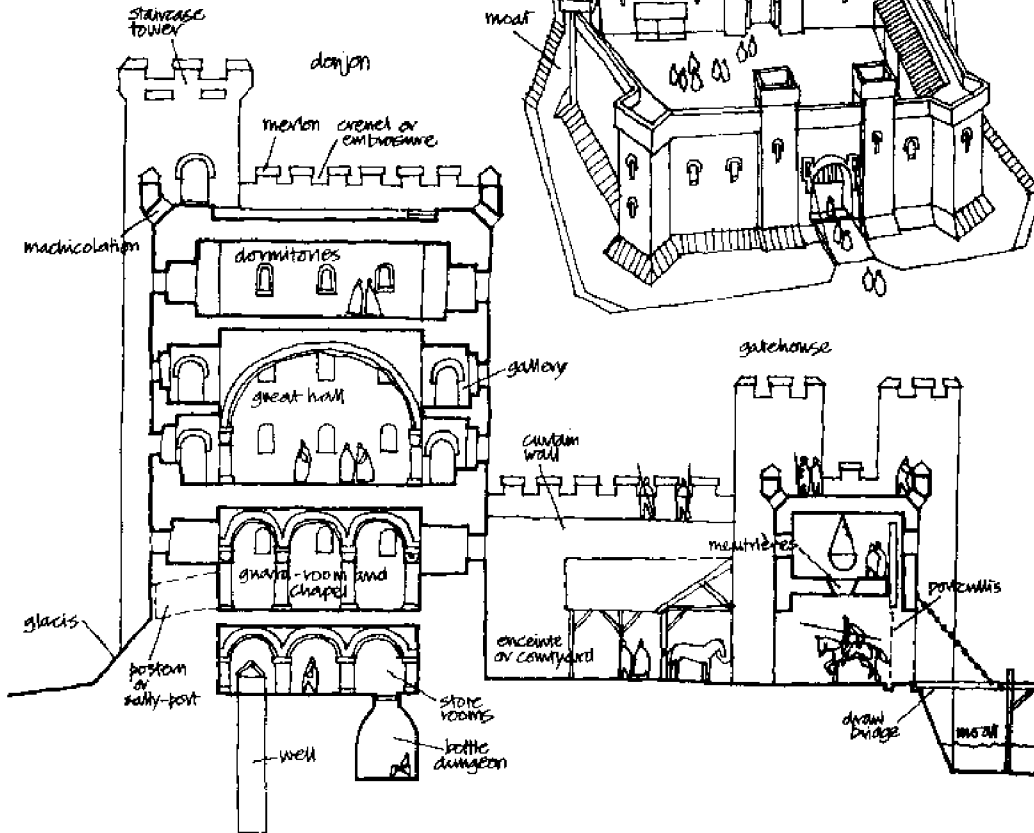 staircase
tower
donjon
moat
merlon
crenel or
embrasure
machicolation
dormitories
gallery
great hall
gatehouse
curtain
wall
meutrières
portcullis
guard-room and
chapel
glacis
postern
or
sally-port
enceinte
or courtyard
store
rooms
well
bottle
dungeon
draw
bridge
moat